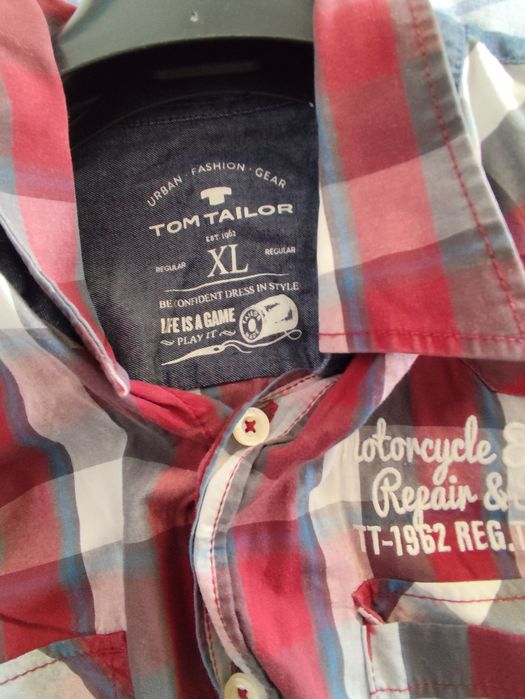 URBAN · FASHION · GEAR
TOM TAILOR
EST 1962
REGULAR XL REGULAR
BE CONFIDENT DRESS IN STYLE
LIFE IS A GAME
~ PLAY IT ~
Motorcycle &
Repair &
TT-1962 REG.